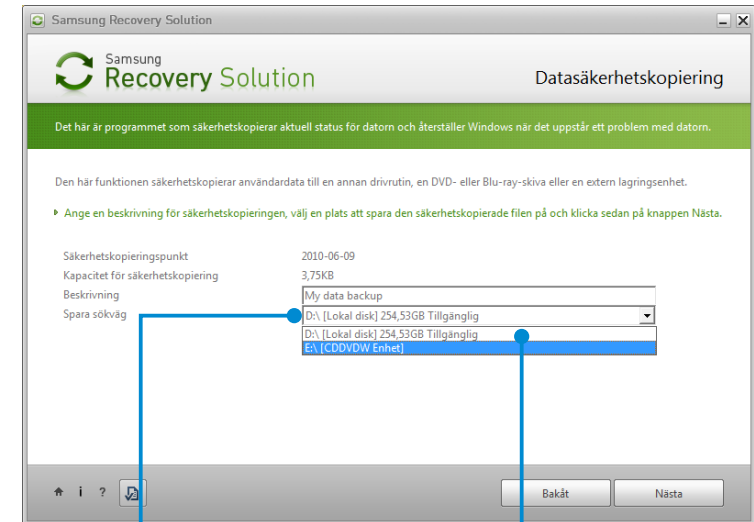 Samsung Recovery Solution
Samsung
Recovery Solution
Datasäkerhetskopiering
Det här är programmet som säkerhetskopierar aktuell status för datorn och återställer Windows när det uppstår ett problem med datorn.
Den här funktionen säkerhetskopierar användardata till en annan drivrutin, en DVD- eller Blu-ray-skiva eller en extern lagringsenhet.
Ange en beskrivning för säkerhetskopieringen, välj en plats att spara den säkerhetskopierade filen på och klicka sedan på knappen Nästa.
Säkerhetskopieringspunkt 2010-06-09
Kapacitet för säkerhetskopiering 3,75KB
Beskrivning My data backup
Spara sökväg D:\ [Lokal disk] 254,53GB Tillgänglig
D:\ [Lokal disk] 254,53GB Tillgänglig
E:\ [CDDVDW Enhet]
i ? Bakåt Nästa